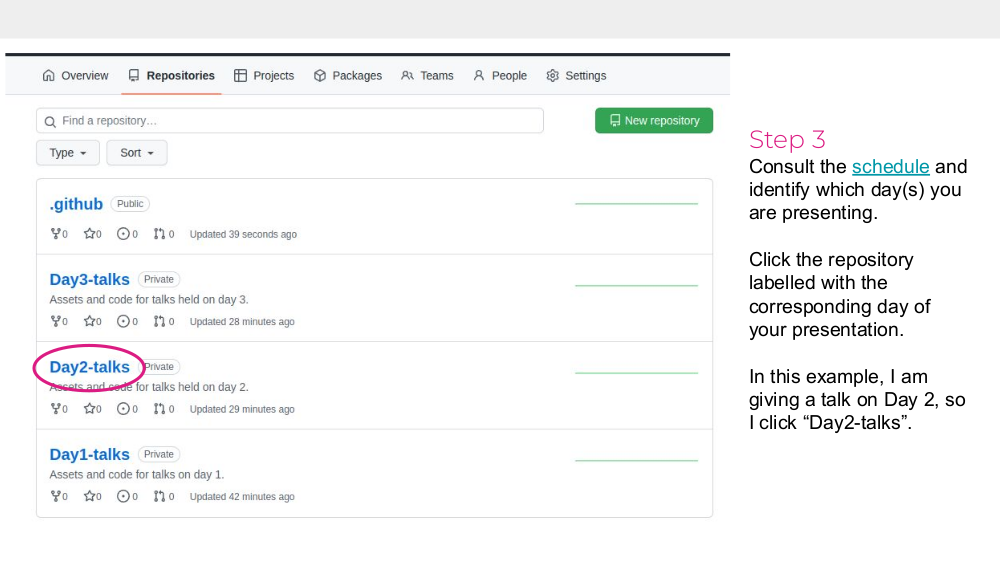 Overview Repositories Projects Packages Teams People Settings
Find a repository…
New repository
Type Sort
.github Public
0 0 0 0 Updated 39 seconds ago
Day3-talks Private
Assets and code for talks held on day 3.
0 0 0 0 Updated 28 minutes ago
Day2-talks Private
Assets and code for talks held on day 2.
0 0 0 0 Updated 29 minutes ago
Day1-talks Private
Assets and code for talks on day 1.
0 0 0 0 Updated 42 minutes ago
Step 3
Consult the schedule and
identify which day(s) you
are presenting.
Click the repository
labelled with the
corresponding day of
your presentation.
In this example, I am
giving a talk on Day 2, so
I click “Day2-talks”.